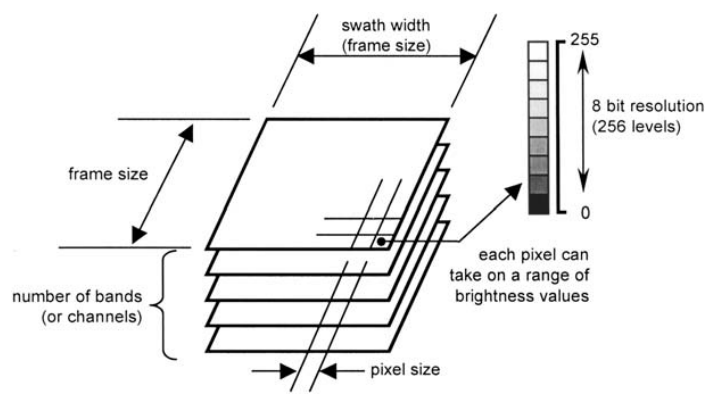 swath width
(frame size)
255
8 bit resolution
(256 levels)
frame size
0
each pixel can
take on a range of
brightness values
number of bands
(or channels)
pixel size